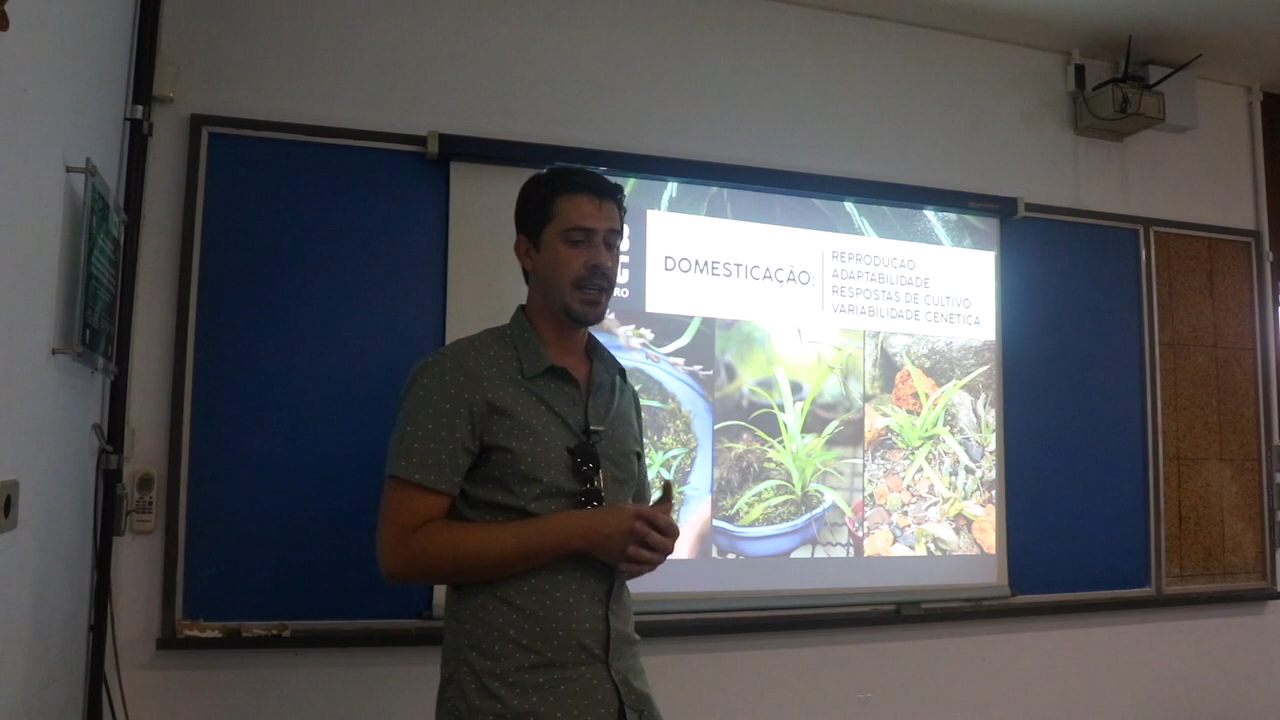 DOMESTICAÇÃO:
REPRODUÇÃO
ADAPTABILIDADE
RESPOSTAS DE CULTIVO
VARIABILIDADE GENÉTICA